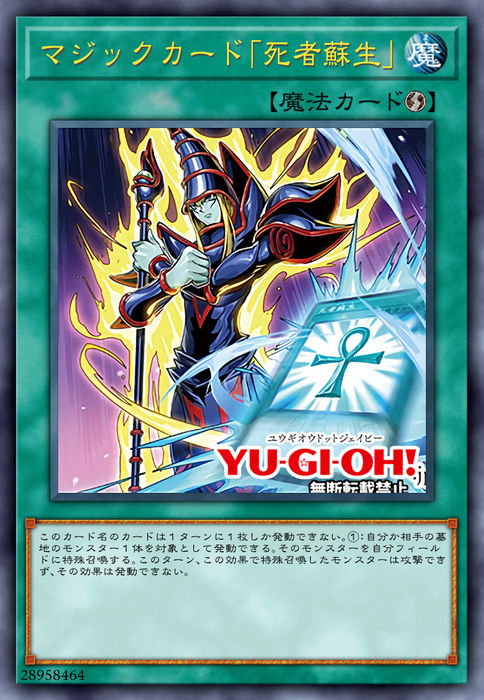 マジックカード「死者蘇生」 魔
【魔法カード】
死者蘇生
ユウギオウドットジェイピー
YU-GI-OH!
無断転載禁止
このカード名のカードは１ターンに１枚しか発動できない。①:自分か相手の墓
地のモンスター１体を対象として発動できる。そのモンスターを自分フィール
ドに特殊召喚する。このターン、この効果で特殊召喚したモンスターは攻撃でき
ず、その効果は発動できない。
28958464